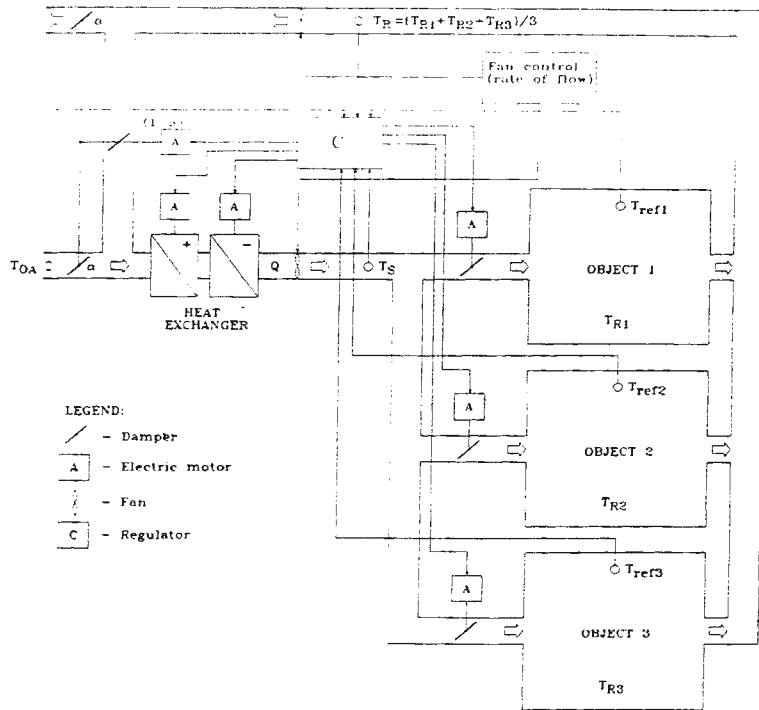 α
T_R=(T_R1+T_R2+T_R3)/3
Fan control
(rate of flow)
A
C
A
A
A
T_ref1
T_OA
α
+
−
Q
T_S
OBJECT 1
HEAT
EXCHANGER
T_R1
T_ref2
A
LEGEND:
- Damper
A - Electric motor
- Fan
C - Regulator
OBJECT 2
T_R2
T_ref3
A
OBJECT 3
T_R3